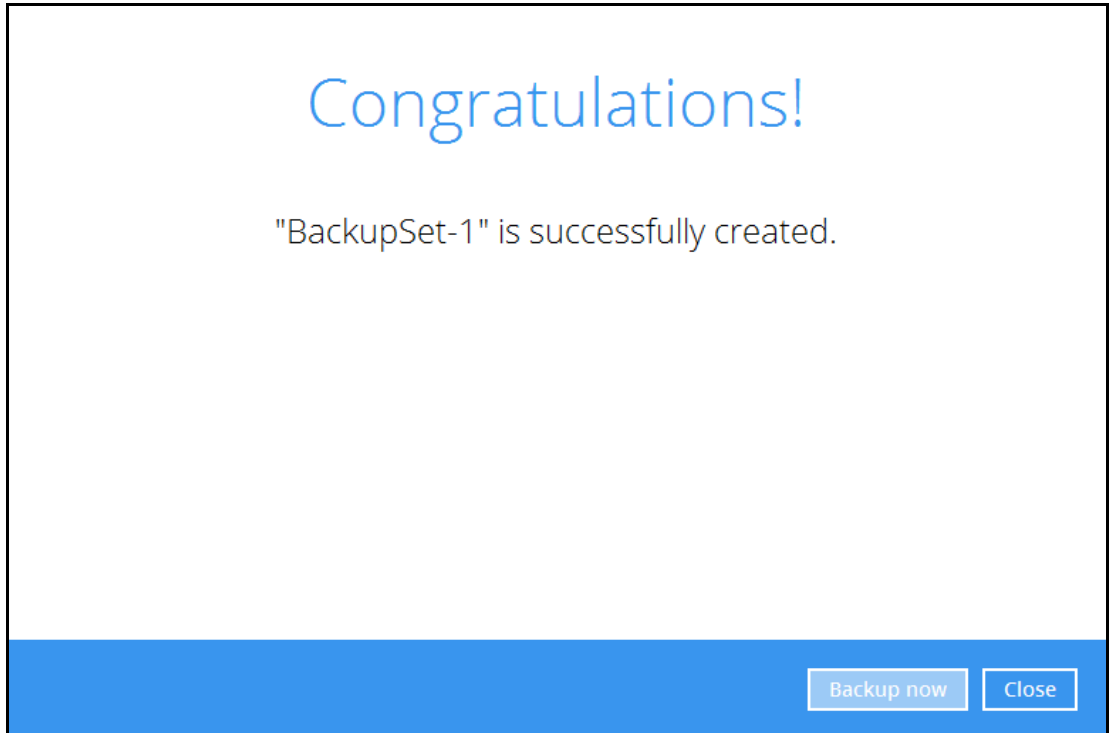 Congratulations!
"BackupSet-1" is successfully created.
Backup now Close